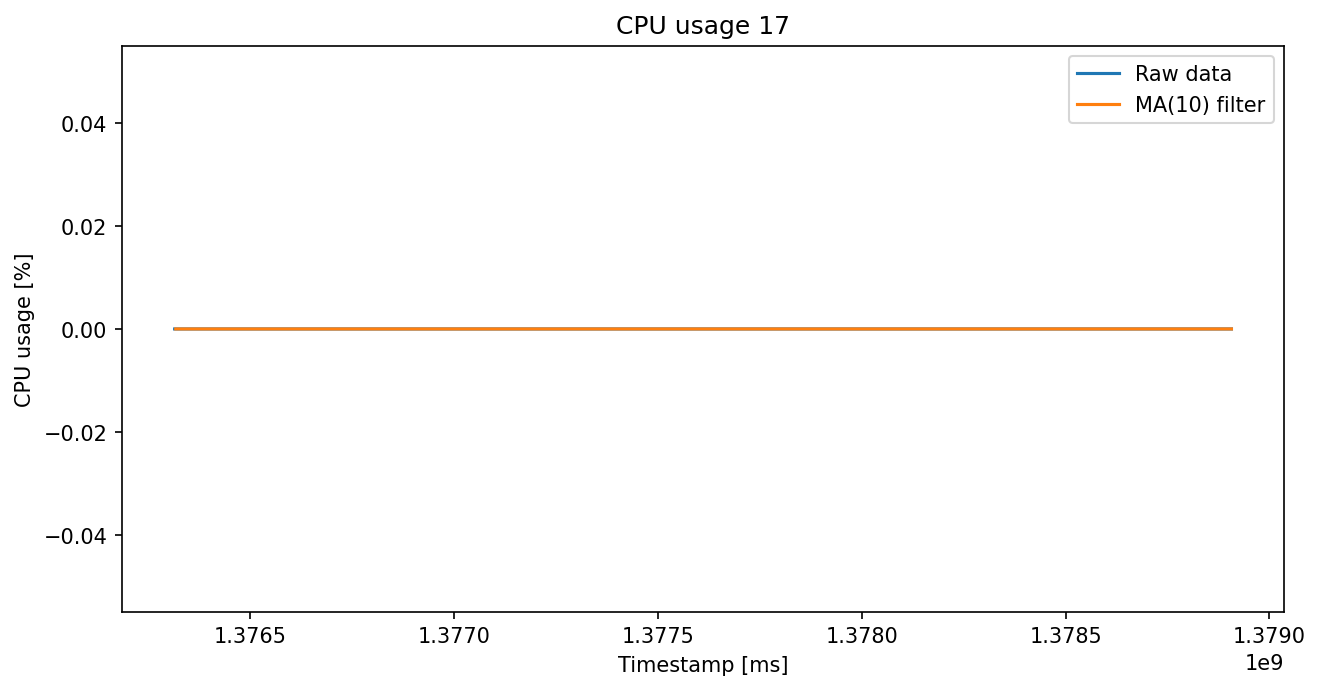 CPU usage 17
Raw data
MA(10) filter
CPU usage [%]
0.04
0.02
0.00
−0.02
−0.04
1.3765 1.3770 1.3775 1.3780 1.3785 1.3790
1e9
Timestamp [ms]